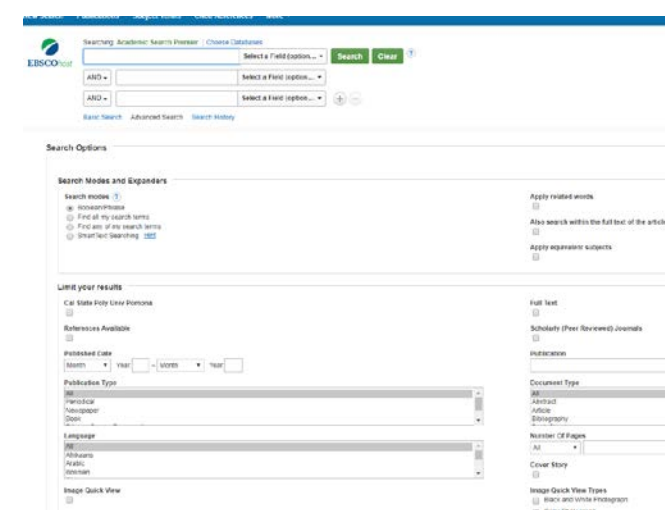 New Search Publications Subject Terms Cited References More
Searching: Academic Search Premier | Choose Databases
EBSCOhost
Select a Field (option... Search Clear ?
AND Select a Field (option...
AND Select a Field (option... + -
Basic Search Advanced Search Search History
Search Options
Search Modes and Expanders
Search modes ?
Boolean/Phrase
Find all my search terms
Find any of my search terms
SmartText Searching Hint
Apply related words
Also search within the full text of the article
Apply equivalent subjects
Limit your results
Cal State Poly Univ Pomona
Full Text
References Available
Scholarly (Peer Reviewed) Journals
Published Date
Month Year – Month Year
Publication
Publication Type
All
Periodical
Newspaper
Book
Document Type
All
Abstract
Article
Bibliography
Language
All
Afrikaans
Arabic
Bosnian
Number Of Pages
All
Cover Story
Image Quick View
Image Quick View Types
Black and White Photograph